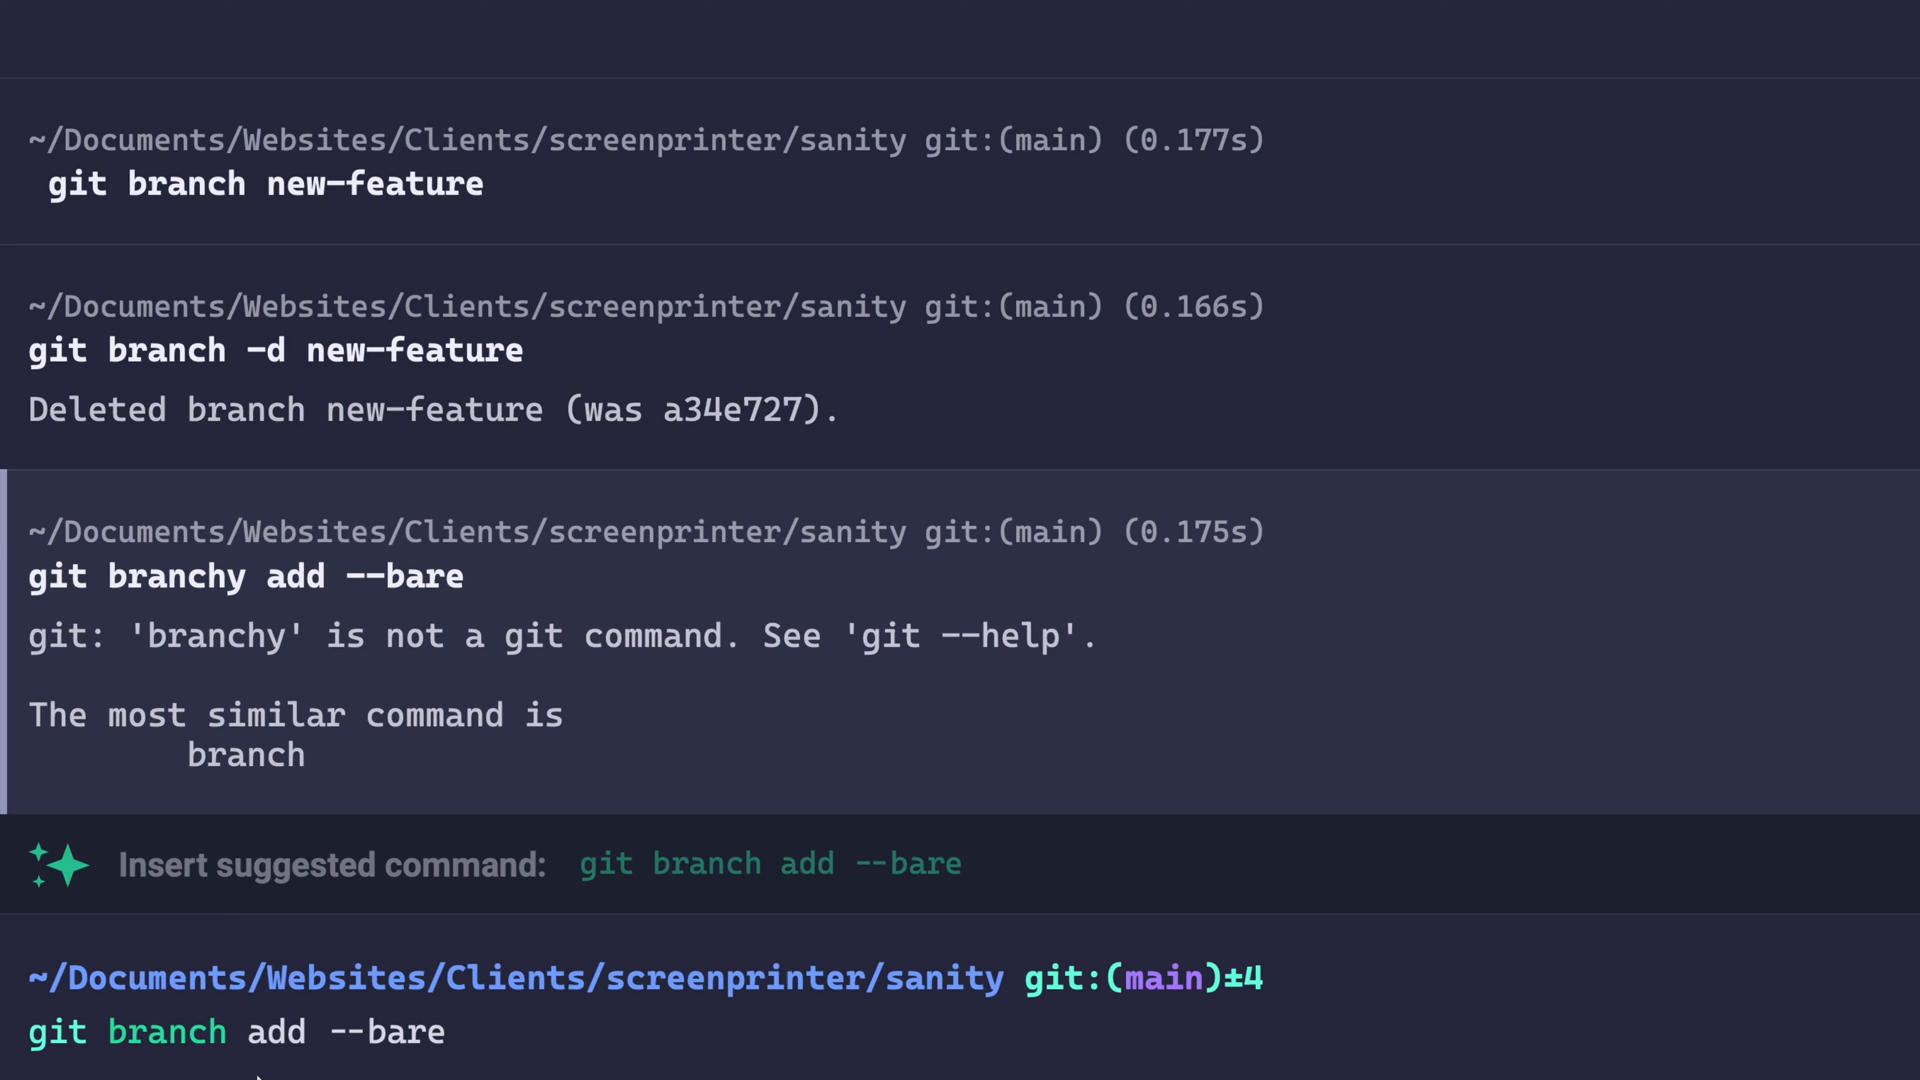 ~/Documents/Websites/Clients/screenprinter/sanity git:(main) (0.177s)
git branch new-feature
~/Documents/Websites/Clients/screenprinter/sanity git:(main) (0.166s)
git branch -d new-feature
Deleted branch new-feature (was a34e727).
~/Documents/Websites/Clients/screenprinter/sanity git:(main) (0.175s)
git branchy add --bare
git: 'branchy' is not a git command. See 'git --help'.
The most similar command is
branch
Insert suggested command: git branch add --bare
~/Documents/Websites/Clients/screenprinter/sanity git:(main)±4
git branch add --bare